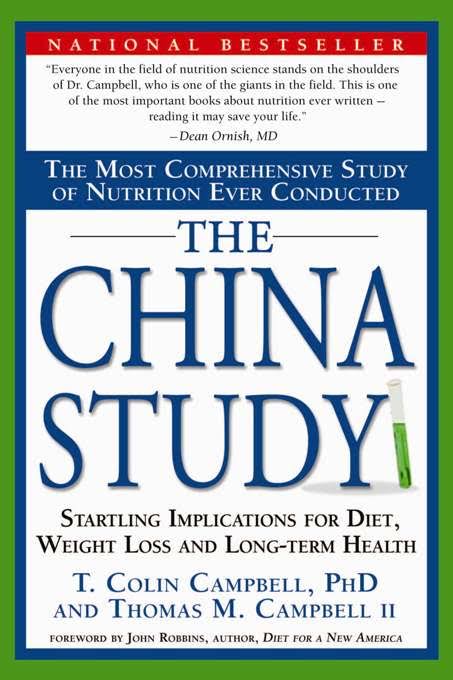 NATIONAL BESTSELLER
“Everyone in the field of nutrition science stands on the shoulders
of Dr. Campbell, who is one of the giants in the field. This is one
of the most important books about nutrition ever written –
reading it may save your life.”
—Dean Ornish, MD
THE MOST COMPREHENSIVE STUDY
OF NUTRITION EVER CONDUCTED
THE
CHINA
STUDY
STARTLING IMPLICATIONS FOR DIET,
WEIGHT LOSS AND LONG-TERM HEALTH
T. COLIN CAMPBELL, PHD
AND THOMAS M. CAMPBELL II
FOREWORD BY JOHN ROBBINS, AUTHOR, DIET FOR A NEW AMERICA